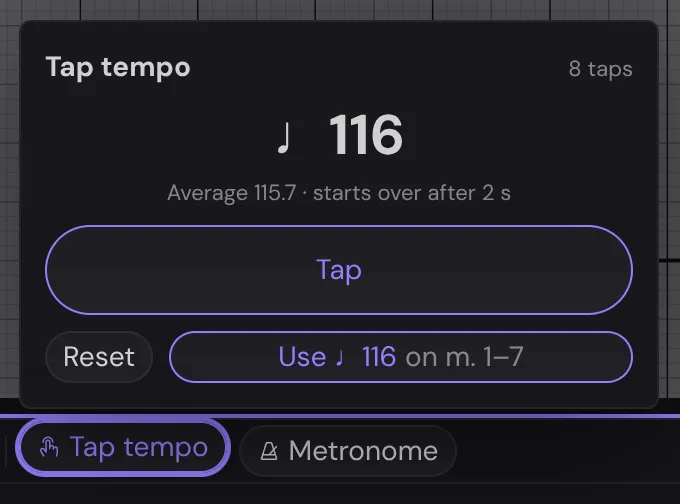 Tap tempo 8 taps
♩ 116
Average 115.7 · starts over after 2 s
Tap
Reset Use ♩ 116 on m. 1–7
Tap tempo Metronome